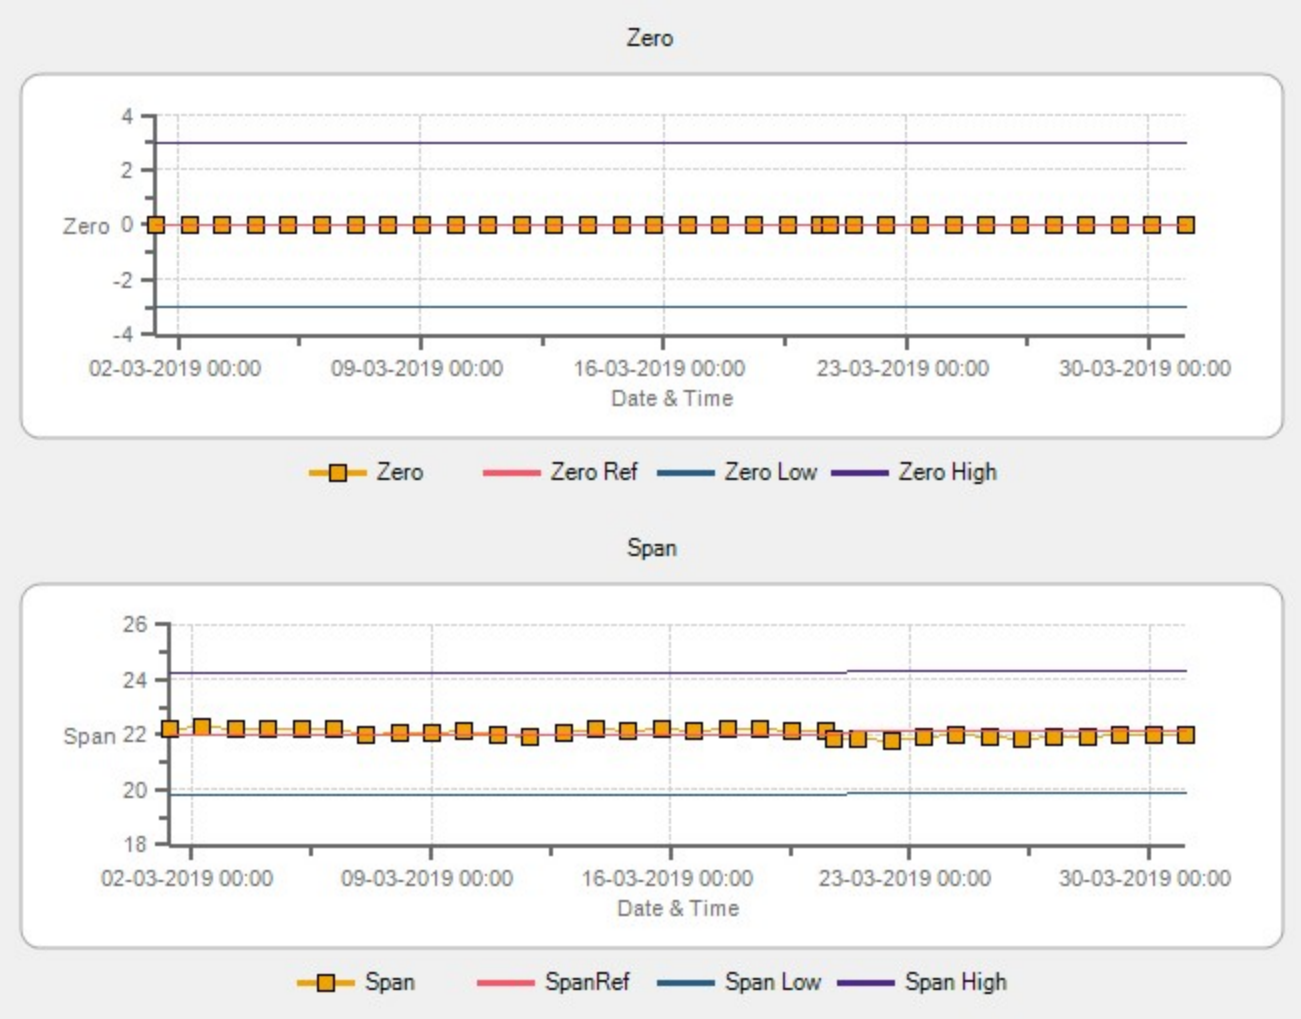 Zero
4
2
Zero 0
-2
-4
02-03-2019 00:00 09-03-2019 00:00 16-03-2019 00:00 23-03-2019 00:00 30-03-2019 00:00
Date & Time
Zero Zero Ref Zero Low Zero High
Span
26
24
Span 22
20
18
02-03-2019 00:00 09-03-2019 00:00 16-03-2019 00:00 23-03-2019 00:00 30-03-2019 00:00
Date & Time
Span SpanRef Span Low Span High